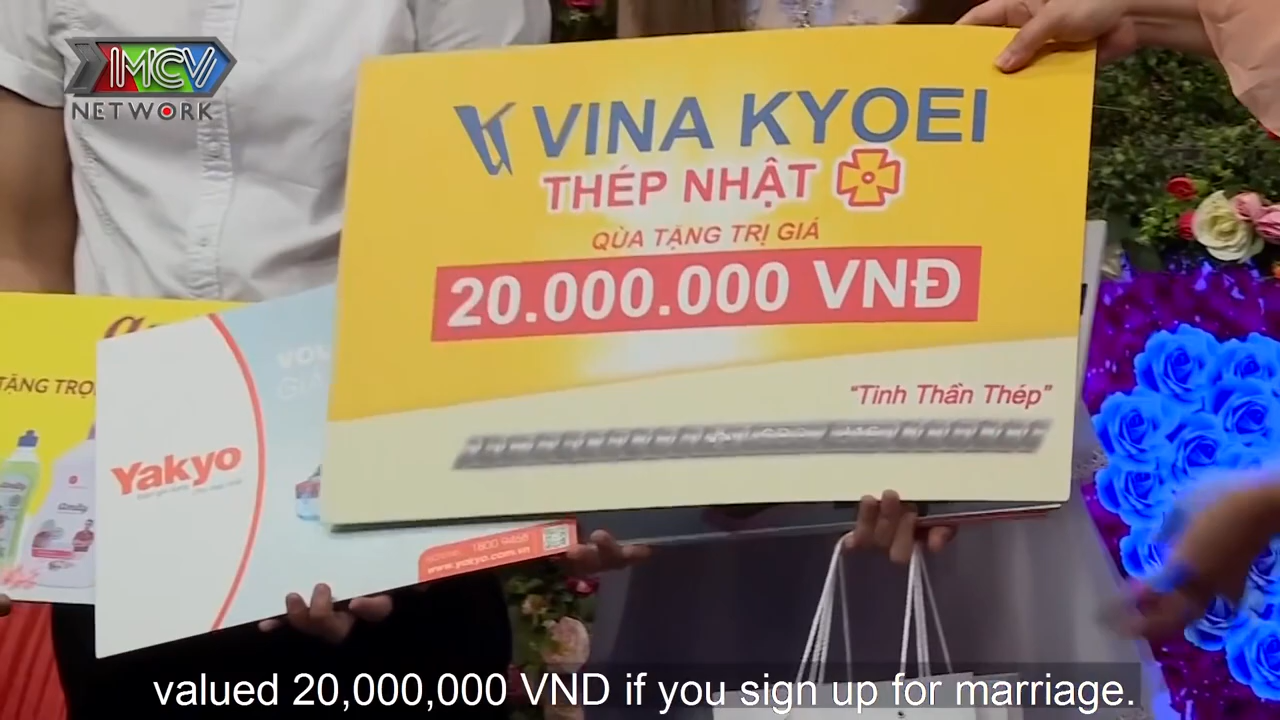 MCV
NETWORK
VINA KYOEI
THÉP NHẬT
QÙA TẶNG TRỊ GIÁ
20.000.000 VNĐ
"Tinh Thần Thép"
TẶNG
Yakyo
1800 9458
www.yakyo.com.vn
valued 20,000,000 VND if you sign up for marriage.